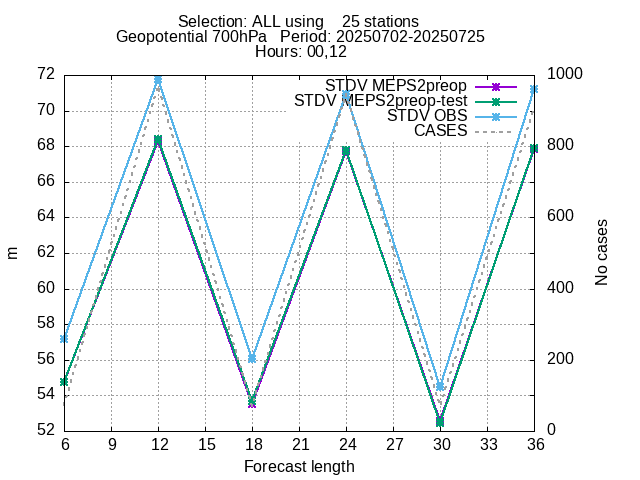 Selection: ALL using    25 stations
Geopotential 700hPa   Period: 20250702-20250725
Hours: 00,12
72 1000
STDV MEPS2preop
STDV MEPS2preop-test
STDV OBS
CASES
70
68 800
66
64 600
62
60 400
58
56 200
54
52 0
m
No cases
6 9 12 15 18 21 24 27 30 33 36
Forecast length